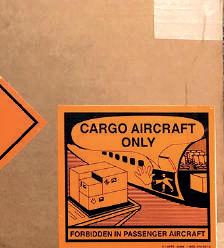 CARGO AIRCRAFT
ONLY
FORBIDDEN IN PASSENGER AIRCRAFT